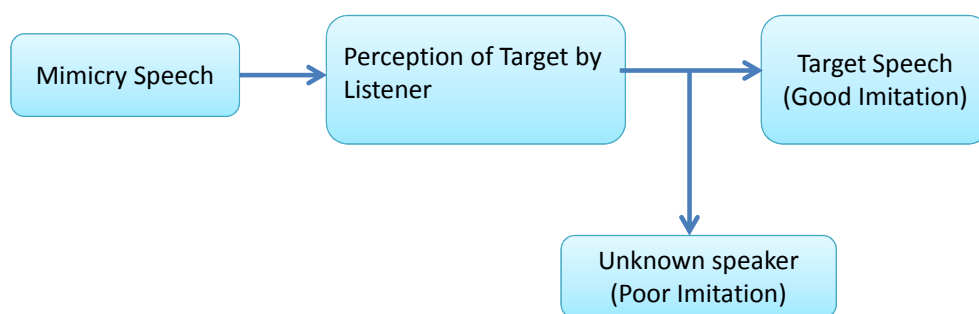 Mimicry Speech
Perception of Target by
Listener
Target Speech
(Good Imitation)
Unknown speaker
(Poor Imitation)